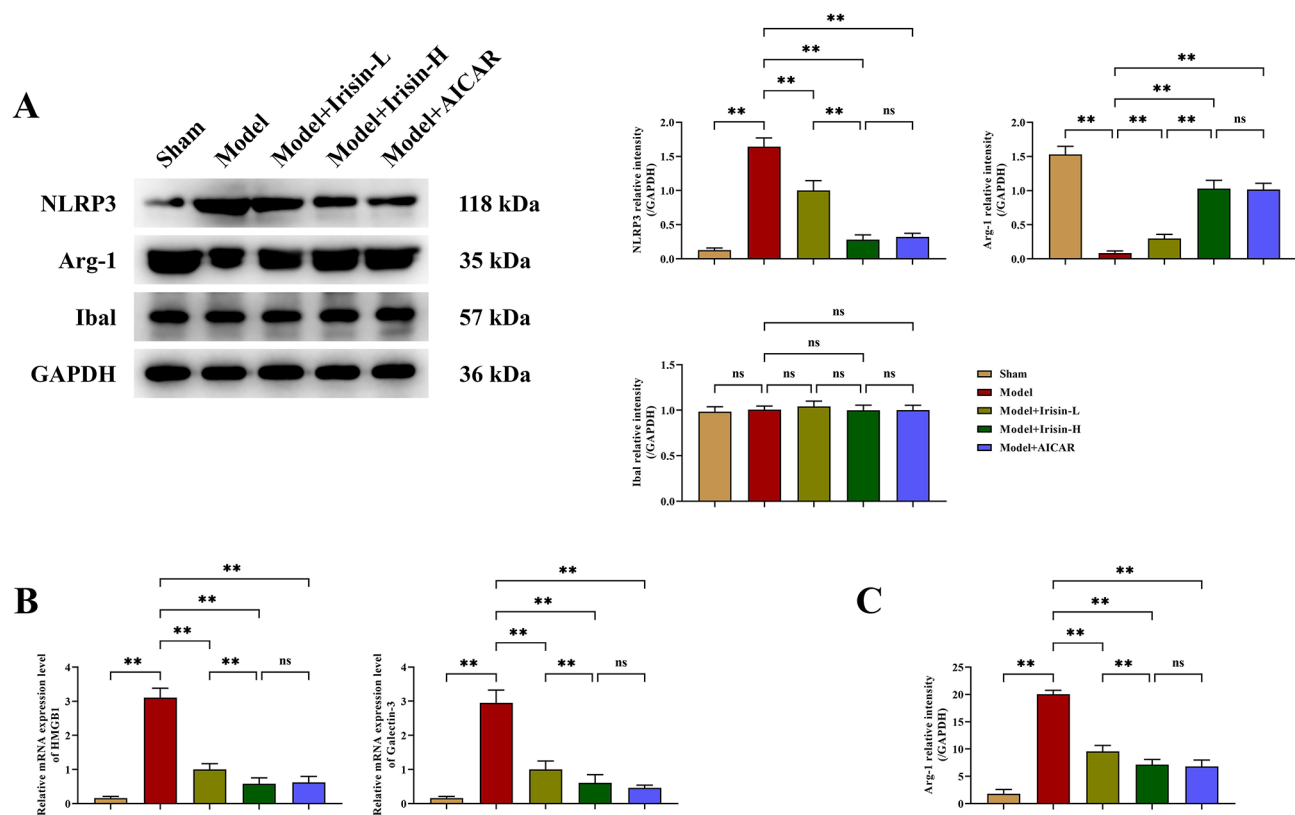 A
Sham
Model
Model+Irisin-L
Model+Irisin-H
Model+AICAR
NLRP3
118 kDa
Arg-1
35 kDa
Ibal
57 kDa
GAPDH
36 kDa
NLRP3 relative intensity
(/GAPDH)
2.0
1.5
1.0
0.5
0.0
**
**
**
**
**
ns
Arg-1 relative intensity
(/GAPDH)
2.0
1.5
1.0
0.5
0.0
**
**
**
**
**
ns
Ibal relative intensity
(/GAPDH)
1.5
1.0
0.5
0.0
ns
ns
ns
ns
ns
ns
Sham
Model
Model+Irisin-L
Model+Irisin-H
Model+AICAR
B
Relative mRNA expression level
of HMGB1
4
3
2
1
0
**
**
**
**
**
ns
Relative mRNA expression level
of Galectin-3
4
3
2
1
0
**
**
**
**
**
ns
C
Arg-1 relative intensity
(/GAPDH)
25
20
15
10
5
0
**
**
**
**
**
ns